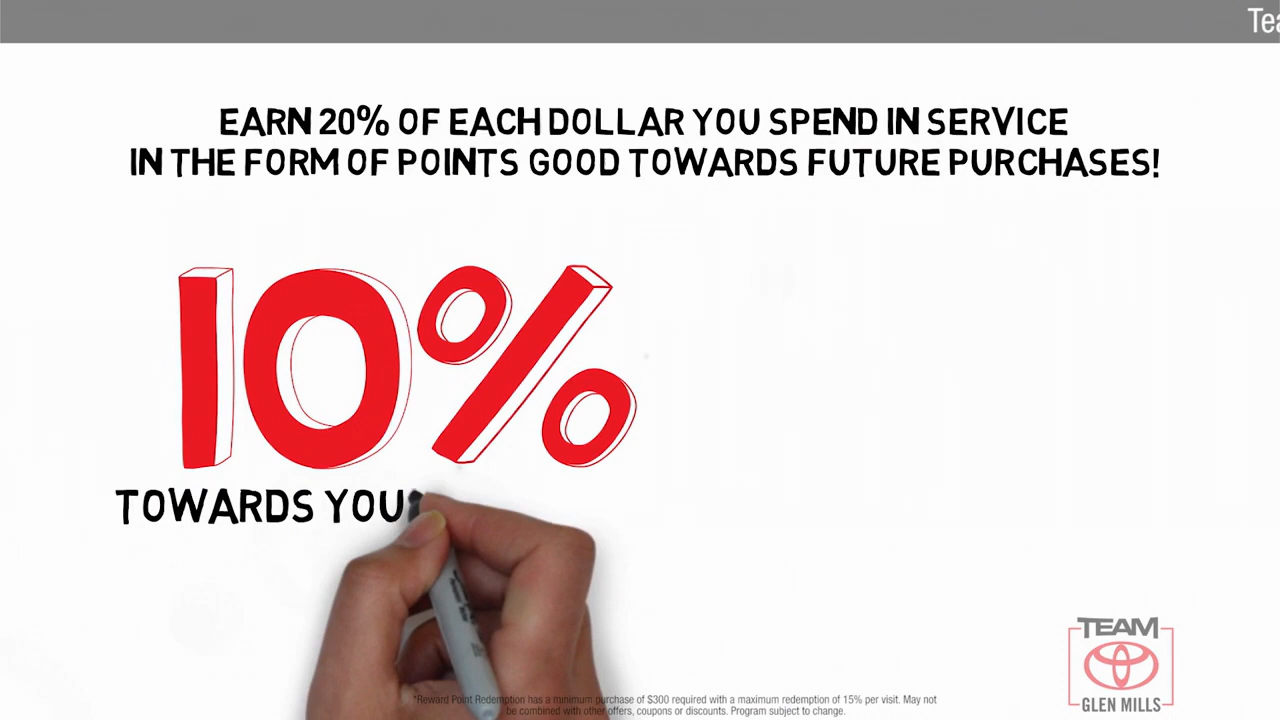 Tea
EARN 20% OF EACH DOLLAR YOU SPEND IN SERVICE
IN THE FORM OF POINTS GOOD TOWARDS FUTURE PURCHASES!
10%
TOWARDS YOU
*Reward Point Redemption has a minimum purchase of $300 required with a maximum redemption of 15% per visit. May not
be combined with other offers, coupons or discounts. Program subject to change.
TEAM
GLEN MILLS